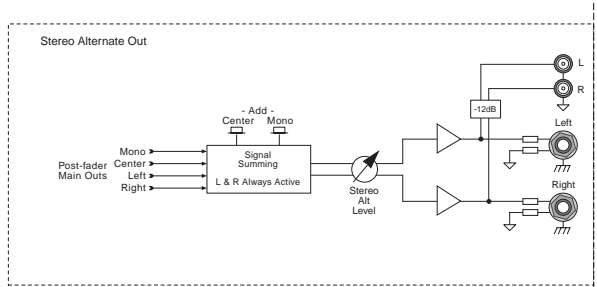 Stereo Alternate Out
L
R
-12dB
- Add -
Center Mono
Left
Mono
Center
Left
Right
Post-fader
Main Outs
Signal
Summing
L & R Always Active
Stereo
Alt
Level
Right